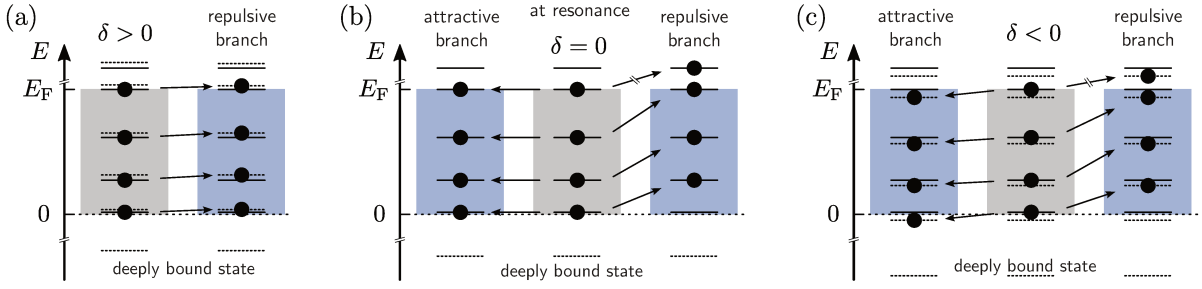 (a)
δ > 0
repulsive
branch
E
E_F
0
deeply bound state
(b)
attractive
branch
at resonance
δ = 0
repulsive
branch
E
E_F
0
deeply bound state
(c)
attractive
branch
δ < 0
repulsive
branch
E
E_F
0
deeply bound state